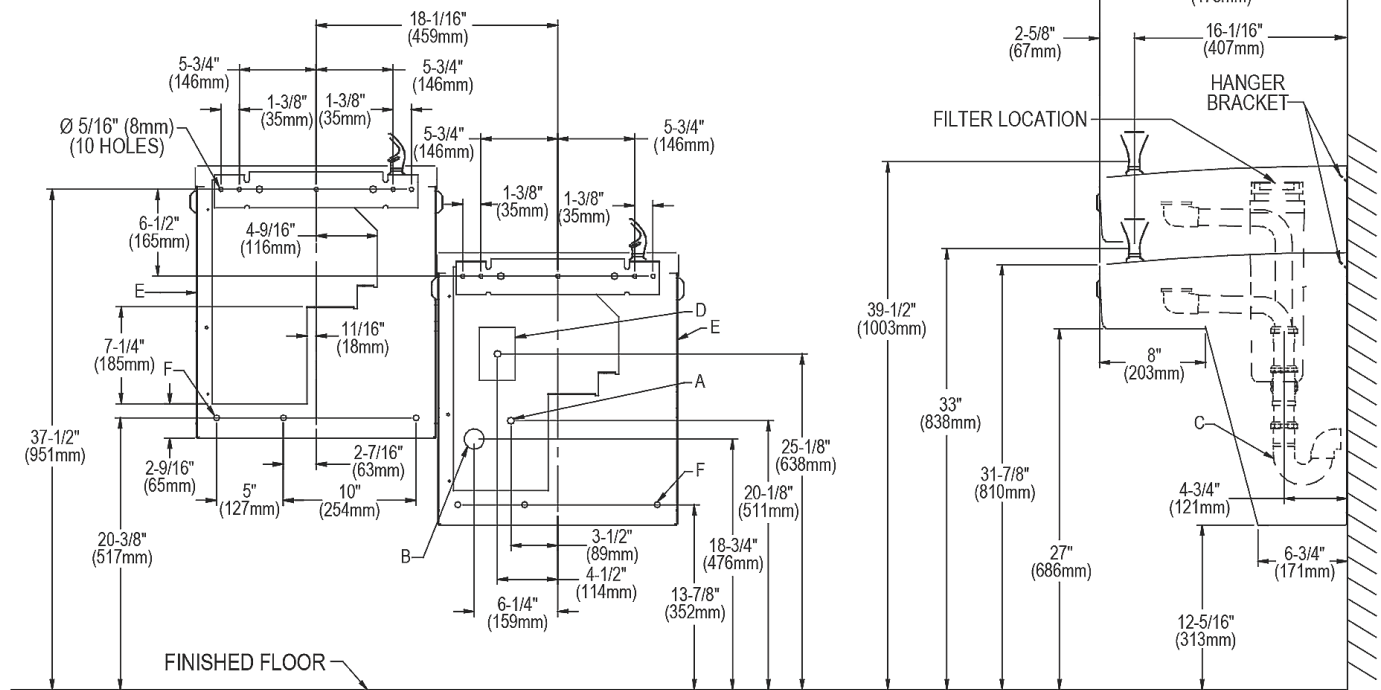 18-1/16"
(459mm)
5-3/4"
(146mm)
5-3/4"
(146mm)
1-3/8"
(35mm)
1-3/8"
(35mm)
Ø 5/16" (8mm)
(10 HOLES)
5-3/4"
(146mm)
5-3/4"
(146mm)
1-3/8"
(35mm)
1-3/8"
(35mm)
6-1/2"
(165mm)
4-9/16"
(116mm)
E
11/16"
(18mm)
D
E
7-1/4"
(185mm)
F
A
37-1/2"
(951mm)
2-9/16"
(65mm)
2-7/16"
(63mm)
5"
(127mm)
10"
(254mm)
25-1/8"
(638mm)
F
20-1/8"
(511mm)
20-3/8"
(517mm)
B
3-1/2"
(89mm)
18-3/4"
(476mm)
4-1/2"
(114mm)
13-7/8"
(352mm)
6-1/4"
(159mm)
FINISHED FLOOR
2-5/8"
(67mm)
16-1/16"
(407mm)
HANGER
BRACKET
FILTER LOCATION
39-1/2"
(1003mm)
8"
(203mm)
33"
(838mm)
C
31-7/8"
(810mm)
4-3/4"
(121mm)
27"
(686mm)
6-3/4"
(171mm)
12-5/16"
(313mm)